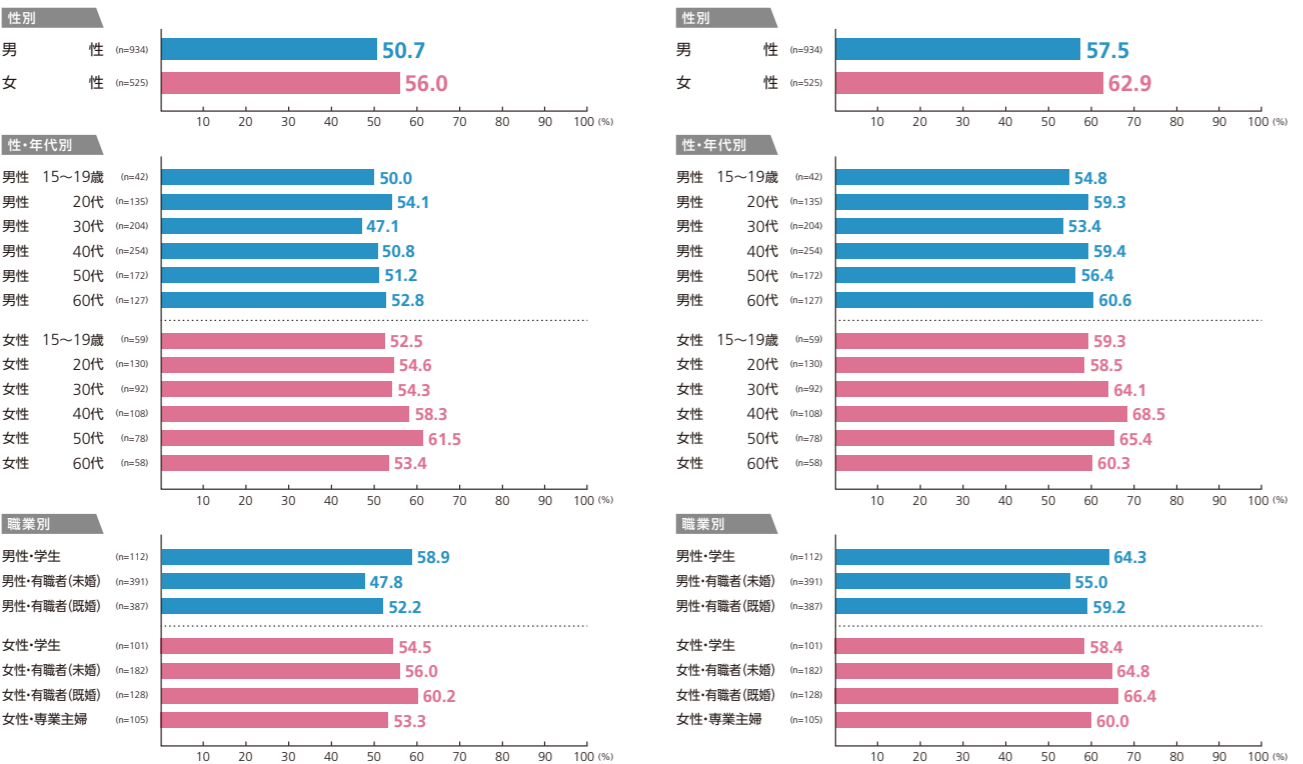 性別
男 性 (n=934) 50.7
女 性 (n=525) 56.0
10 20 30 40 50 60 70 80 90 100 (%)
性・年代別
男性 15〜19歳 (n=42) 50.0
男性 20代 (n=135) 54.1
男性 30代 (n=204) 47.1
男性 40代 (n=254) 50.8
男性 50代 (n=172) 51.2
男性 60代 (n=127) 52.8
女性 15〜19歳 (n=59) 52.5
女性 20代 (n=130) 54.6
女性 30代 (n=92) 54.3
女性 40代 (n=108) 58.3
女性 50代 (n=78) 61.5
女性 60代 (n=58) 53.4
10 20 30 40 50 60 70 80 90 100 (%)
職業別
男性・学生 (n=112) 58.9
男性・有職者(未婚) (n=391) 47.8
男性・有職者(既婚) (n=387) 52.2
女性・学生 (n=101) 54.5
女性・有職者(未婚) (n=182) 56.0
女性・有職者(既婚) (n=128) 60.2
女性・専業主婦 (n=105) 53.3
10 20 30 40 50 60 70 80 90 100 (%)
性別
男 性 (n=934) 57.5
女 性 (n=525) 62.9
10 20 30 40 50 60 70 80 90 100 (%)
性・年代別
男性 15〜19歳 (n=42) 54.8
男性 20代 (n=135) 59.3
男性 30代 (n=204) 53.4
男性 40代 (n=254) 59.4
男性 50代 (n=172) 56.4
男性 60代 (n=127) 60.6
女性 15〜19歳 (n=59) 59.3
女性 20代 (n=130) 58.5
女性 30代 (n=92) 64.1
女性 40代 (n=108) 68.5
女性 50代 (n=78) 65.4
女性 60代 (n=58) 60.3
10 20 30 40 50 60 70 80 90 100 (%)
職業別
男性・学生 (n=112) 64.3
男性・有職者(未婚) (n=391) 55.0
男性・有職者(既婚) (n=387) 59.2
女性・学生 (n=101) 58.4
女性・有職者(未婚) (n=182) 64.8
女性・有職者(既婚) (n=128) 66.4
女性・専業主婦 (n=105) 60.0
10 20 30 40 50 60 70 80 90 100 (%)